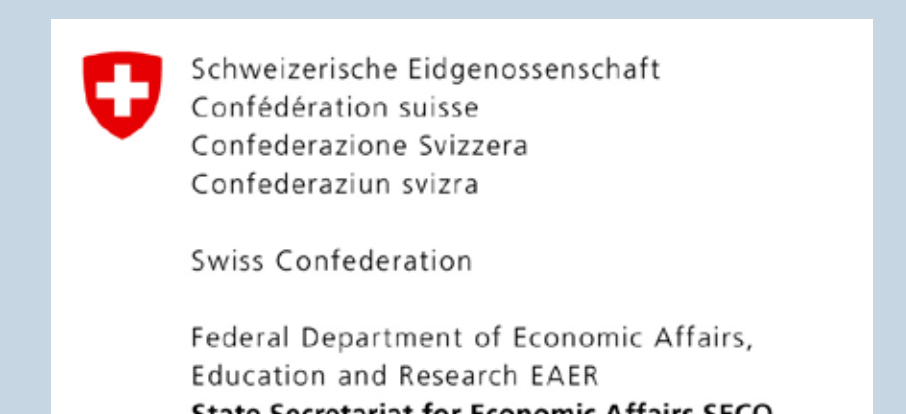 Schweizerische Eidgenossenschaft
Confédération suisse
Confederazione Svizzera
Confederaziun svizra
Swiss Confederation
Federal Department of Economic Affairs,
Education and Research EAER
State Secretariat for Economic Affairs SECO